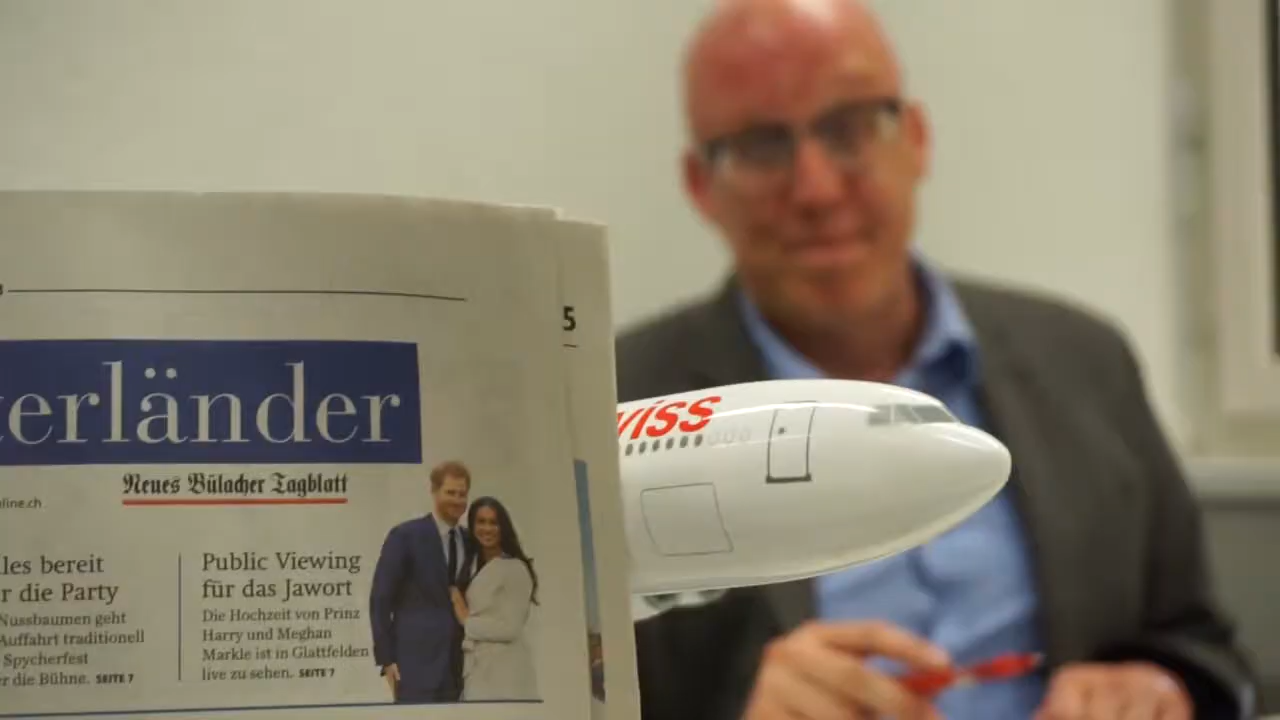 5
erländer
Neues Bülacher Tagblatt
line.ch
les bereit
r die Party
Nussbaumen geht
Auffahrt traditionell
Spycherfest
r die Bühne. SEITE 7
Public Viewing
für das Jawort
Die Hochzeit von Prinz
Harry und Meghan
Markle ist in Glattfelden
live zu sehen. SEITE 7
wiss